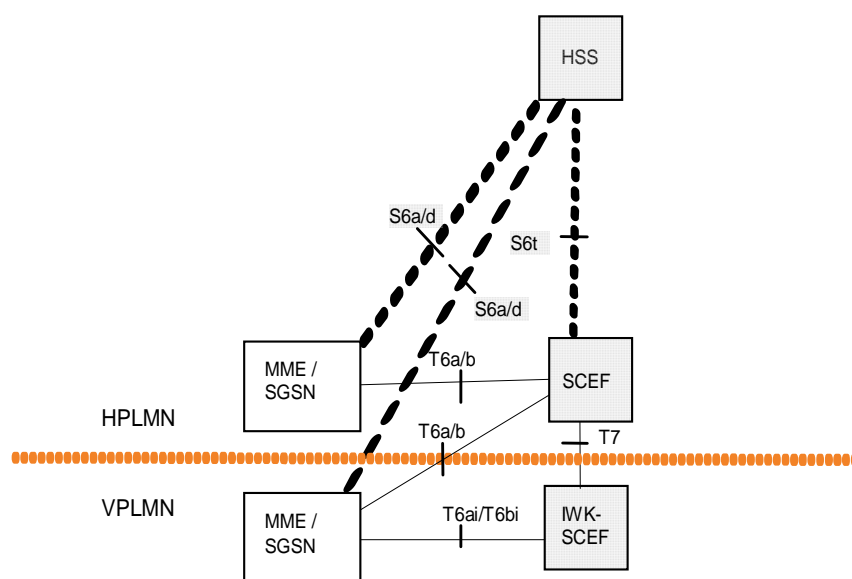 HSS
S6a/d
S6t
S6a/d
MME /
SGSN
T6a/b
SCEF
HPLMN
T6a/b
T7
VPLMN
MME /
SGSN
T6ai/T6bi
IWK-
SCEF